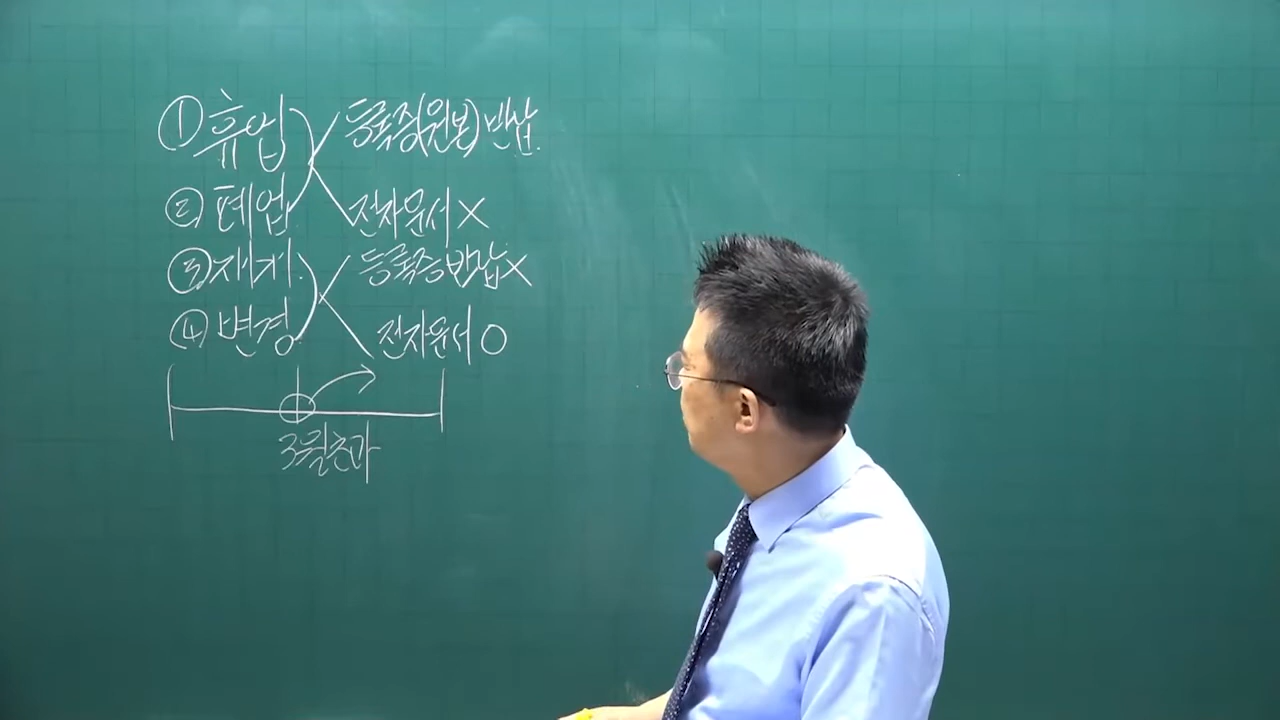 ① 휴업 등록증(원본) 반납.
② 폐업 전자문서 X
③ 재개. 등록증 반납 X
④ 변경 전자문서 O
3월초과